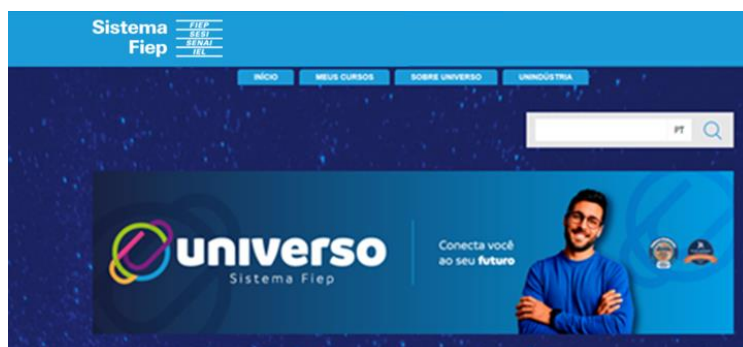 Sistema
Fiep
FIEP
SESI
SENAI
IEL
INÍCIO MEUS CURSOS SOBRE UNIVERSO UNINDÚSTRIA
PT
universo
Sistema Fiep
Conecta você
ao seu futuro